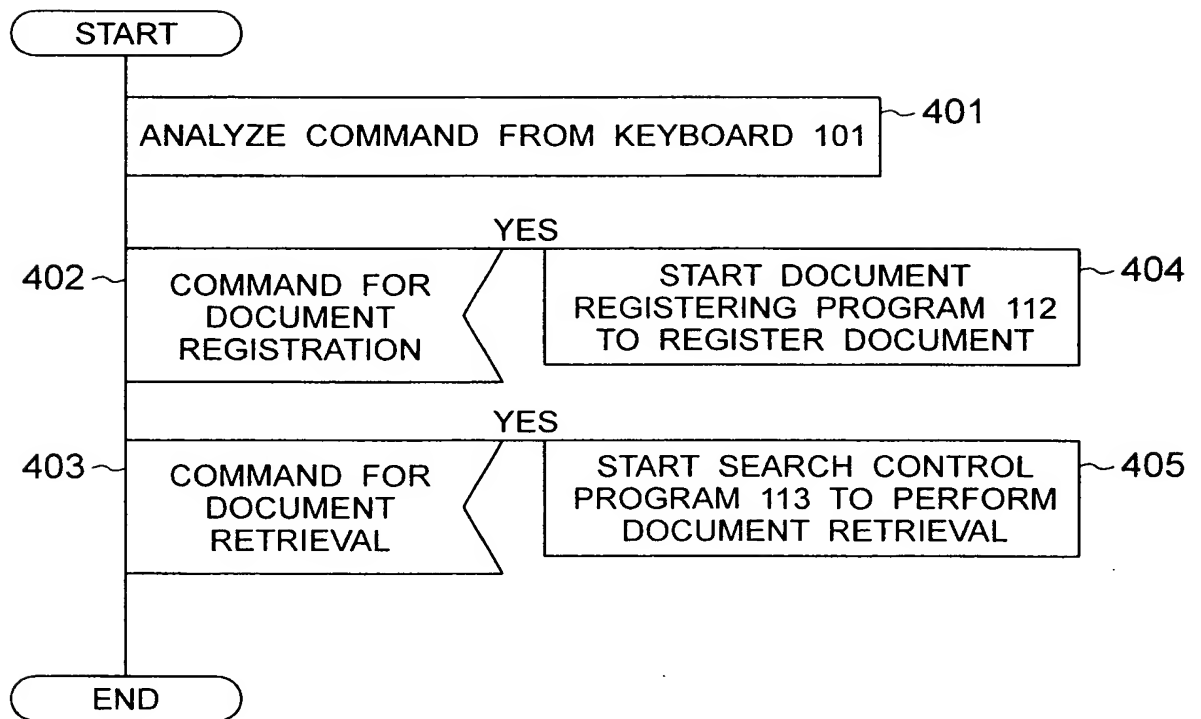 START
ANALYZE COMMAND FROM KEYBOARD 101
401
YES
402
COMMAND FOR
DOCUMENT
REGISTRATION
START DOCUMENT
REGISTERING PROGRAM 112
TO REGISTER DOCUMENT
404
YES
403
COMMAND FOR
DOCUMENT
RETRIEVAL
START SEARCH CONTROL
PROGRAM 113 TO PERFORM
DOCUMENT RETRIEVAL
405
END